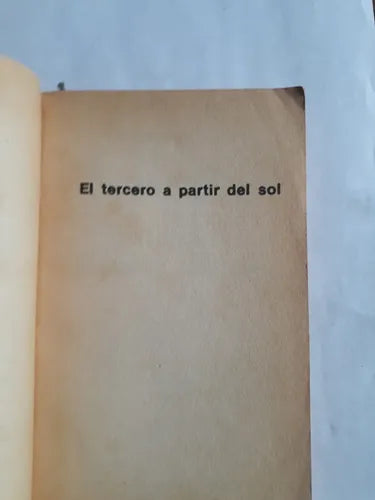 El tercero a partir del sol